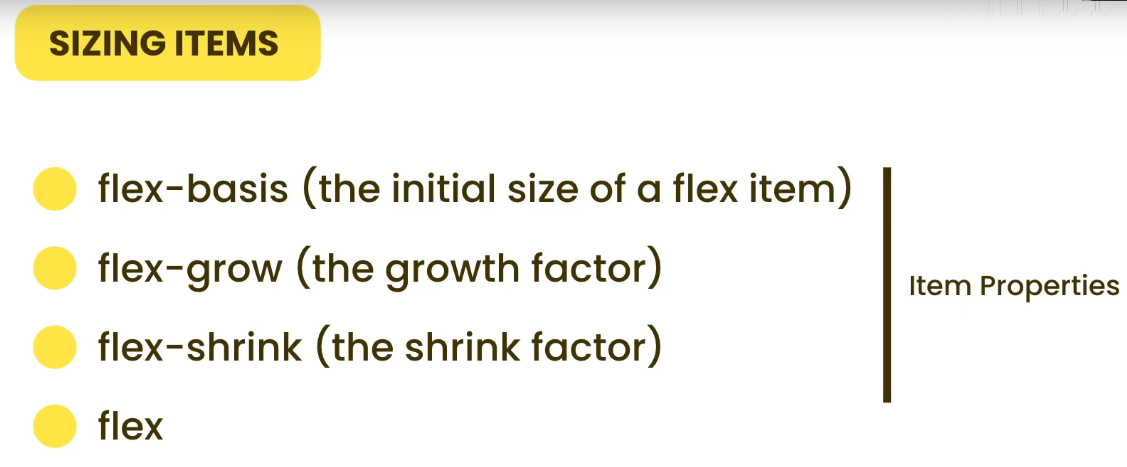 SIZING ITEMS
flex-basis (the initial size of a flex item)
flex-grow (the growth factor)
flex-shrink (the shrink factor)
flex
Item Properties